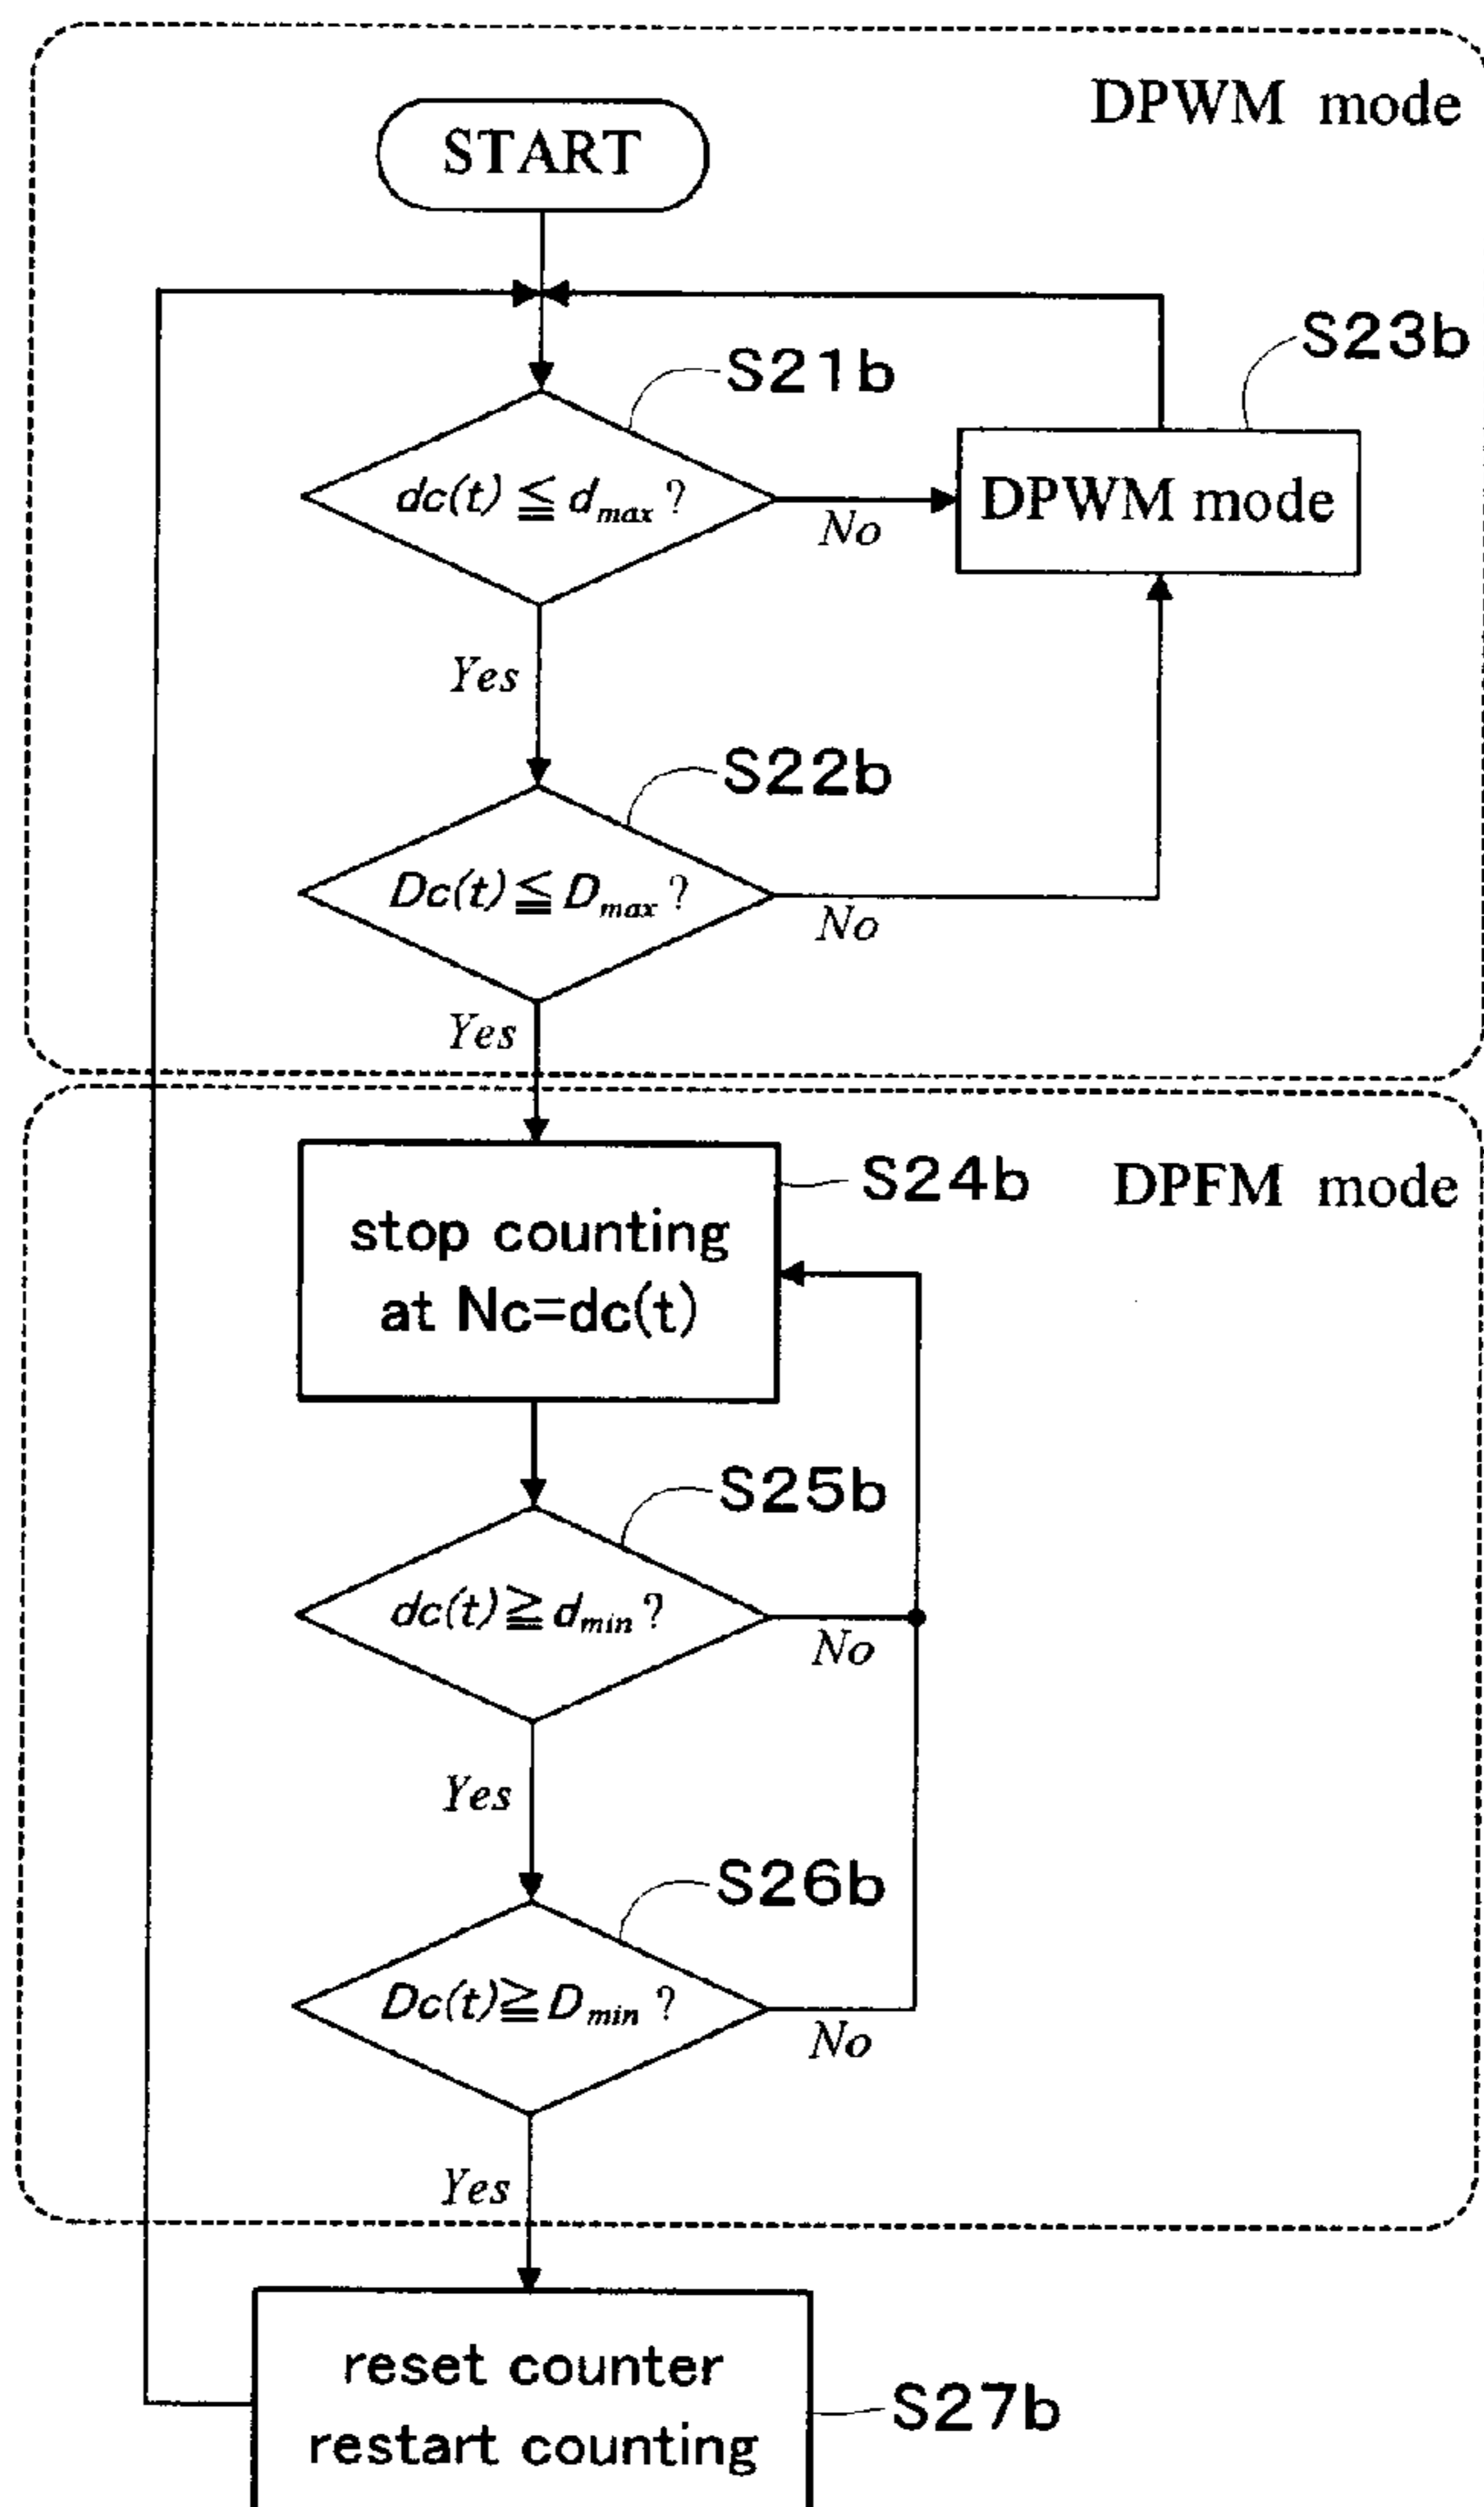 DPWM mode
START
S21b
S23b
dc(t) ≦ dmax ?
No
DPWM mode
Yes
S22b
Dc(t) ≦ Dmax ?
No
Yes
S24b
DPFM mode
stop counting
at Nc=dc(t)
S25b
dc(t) ≧ dmin ?
No
Yes
S26b
Dc(t) ≧ Dmin ?
No
Yes
reset counter
restart counting
S27b